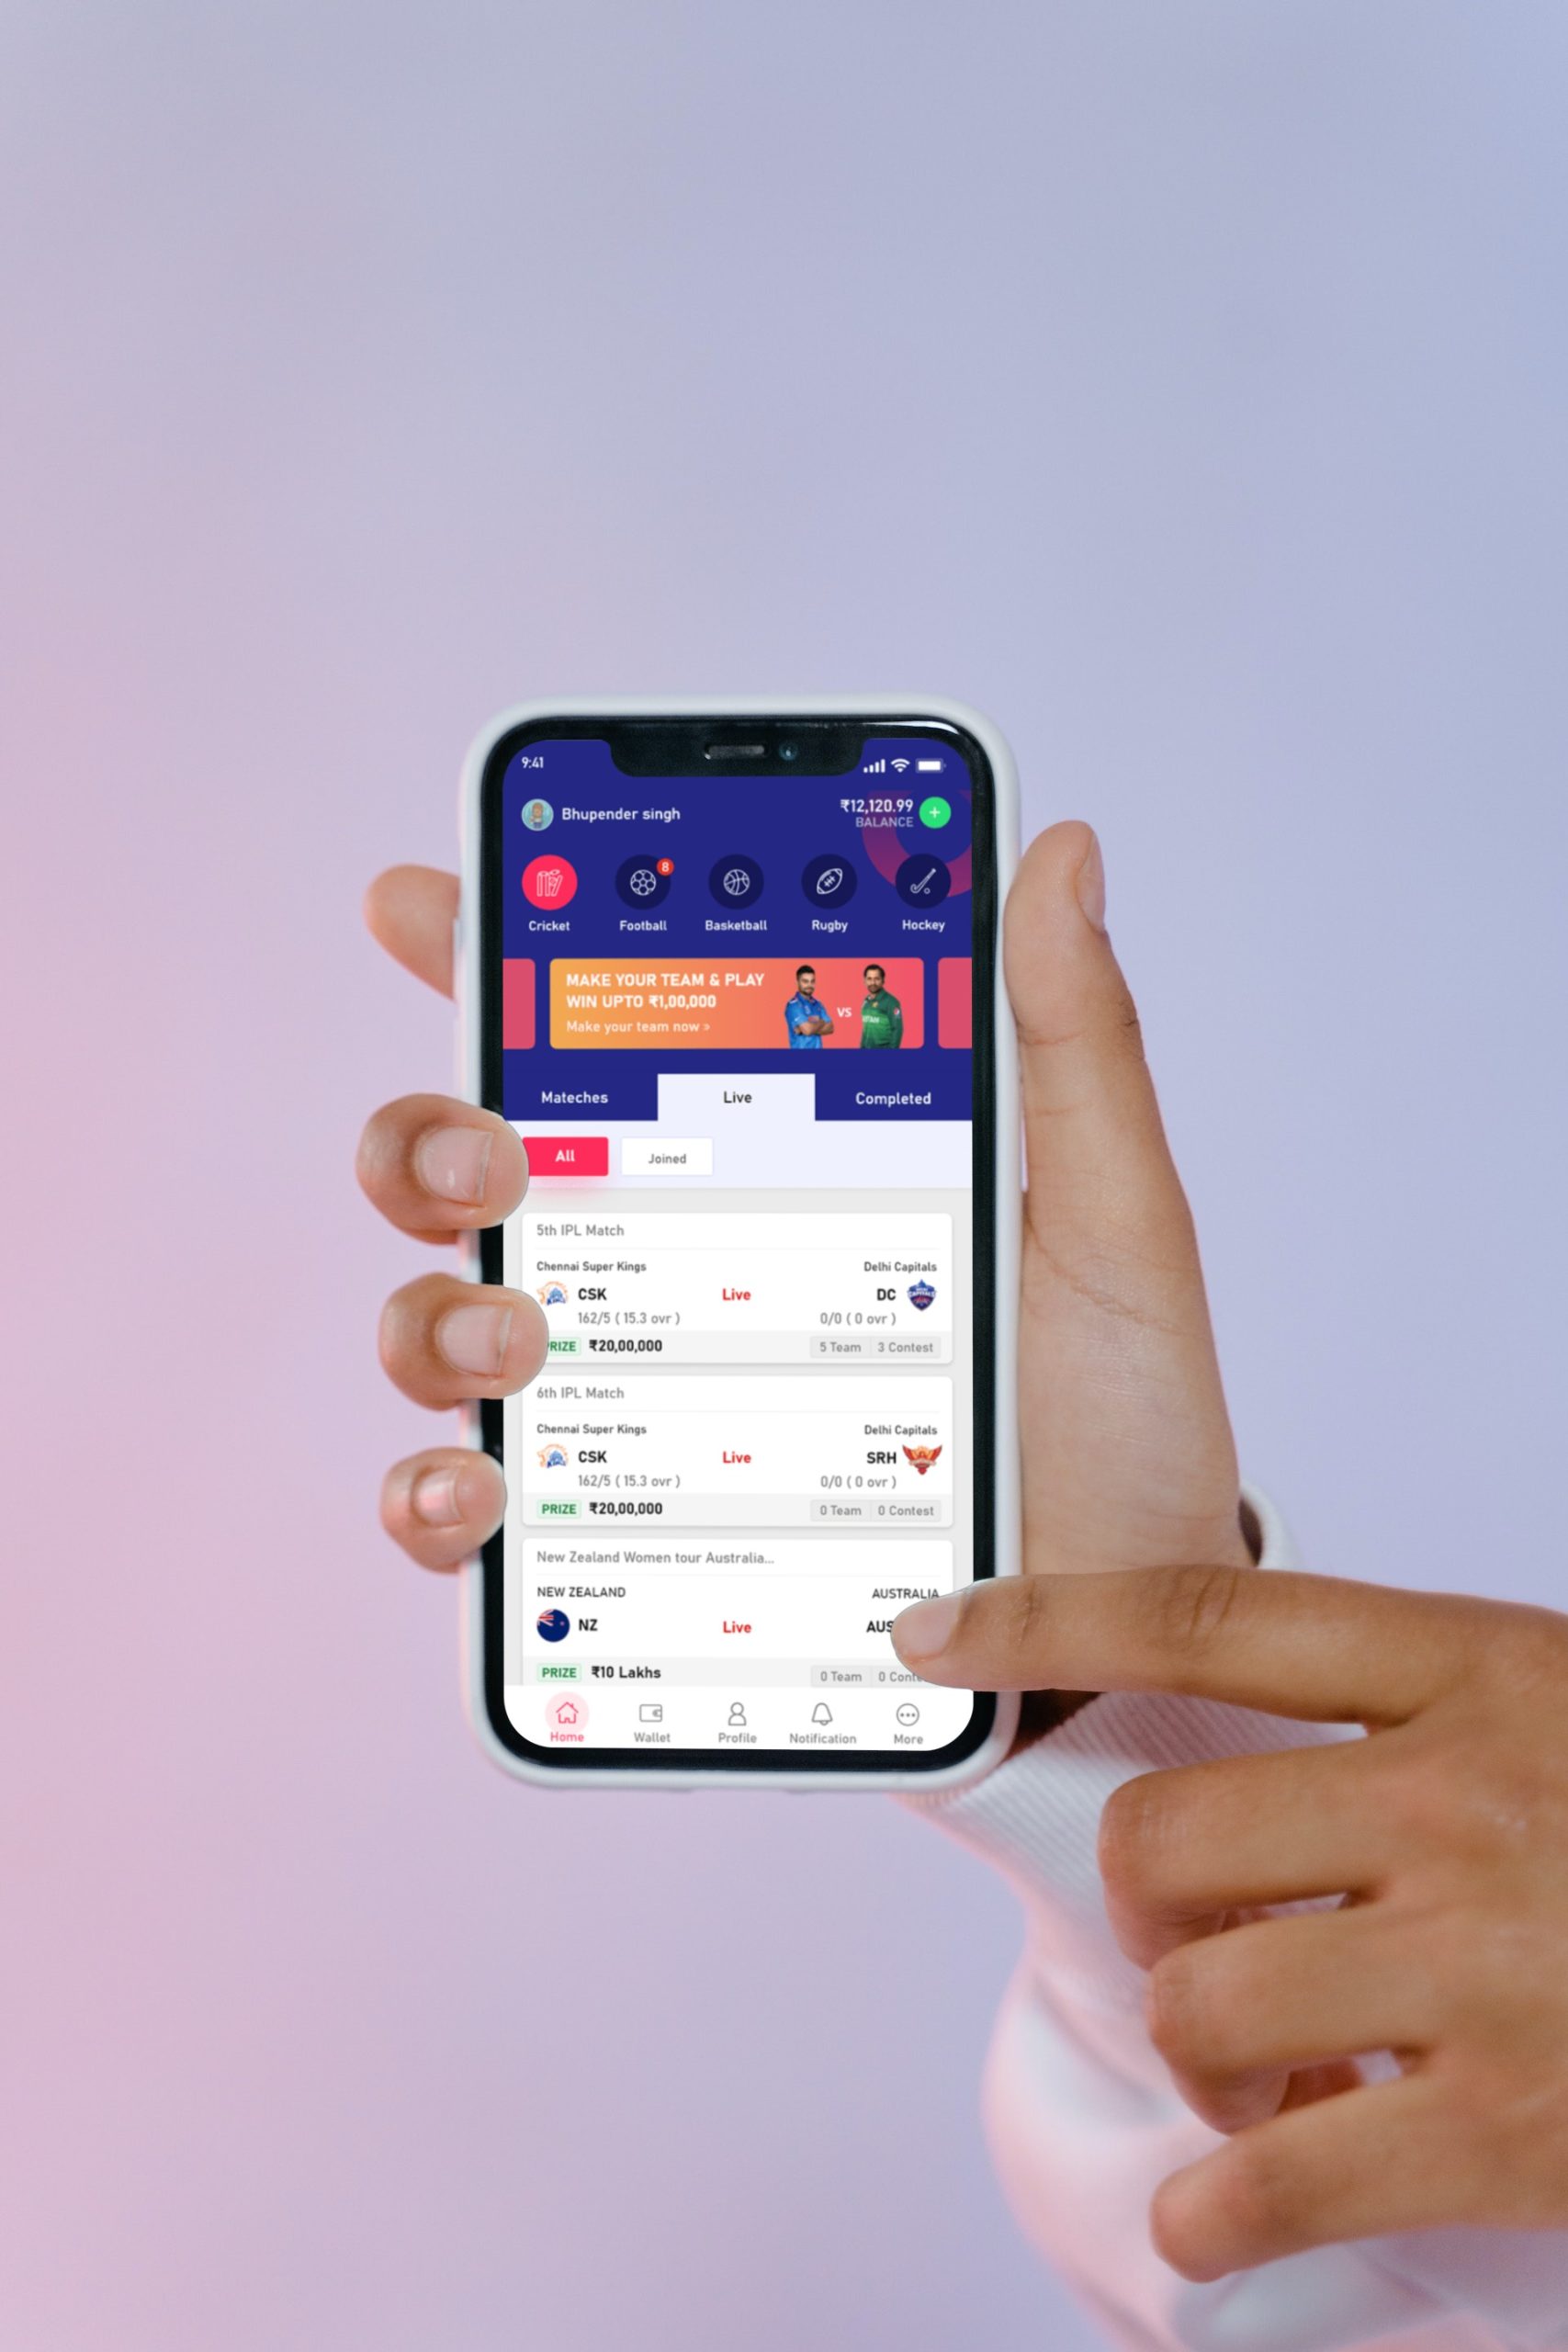 9:41
Bhupender singh
₹12,120.99
BALANCE
8
Cricket
Football
Basketball
Rugby
Hockey
MAKE YOUR TEAM & PLAY
WIN UPTO ₹1,00,000
Make your team now >
VS
Mateches
Live
Completed
All
Joined
5th IPL Match
Chennai Super Kings
Delhi Capitals
CSK
Live
DC
162/5 ( 15.3 ovr )
0/0 ( 0 ovr )
PRIZE ₹20,00,000
5 Team
3 Contest
6th IPL Match
Chennai Super Kings
Delhi Capitals
CSK
Live
SRH
162/5 ( 15.3 ovr )
0/0 ( 0 ovr )
PRIZE ₹20,00,000
0 Team
0 Contest
New Zealand Women tour Australia...
NEW ZEALAND
AUSTRALIA
NZ
Live
AUS
PRIZE ₹10 Lakhs
0 Team
0 Conte
Home
Wallet
Profile
Notification
More